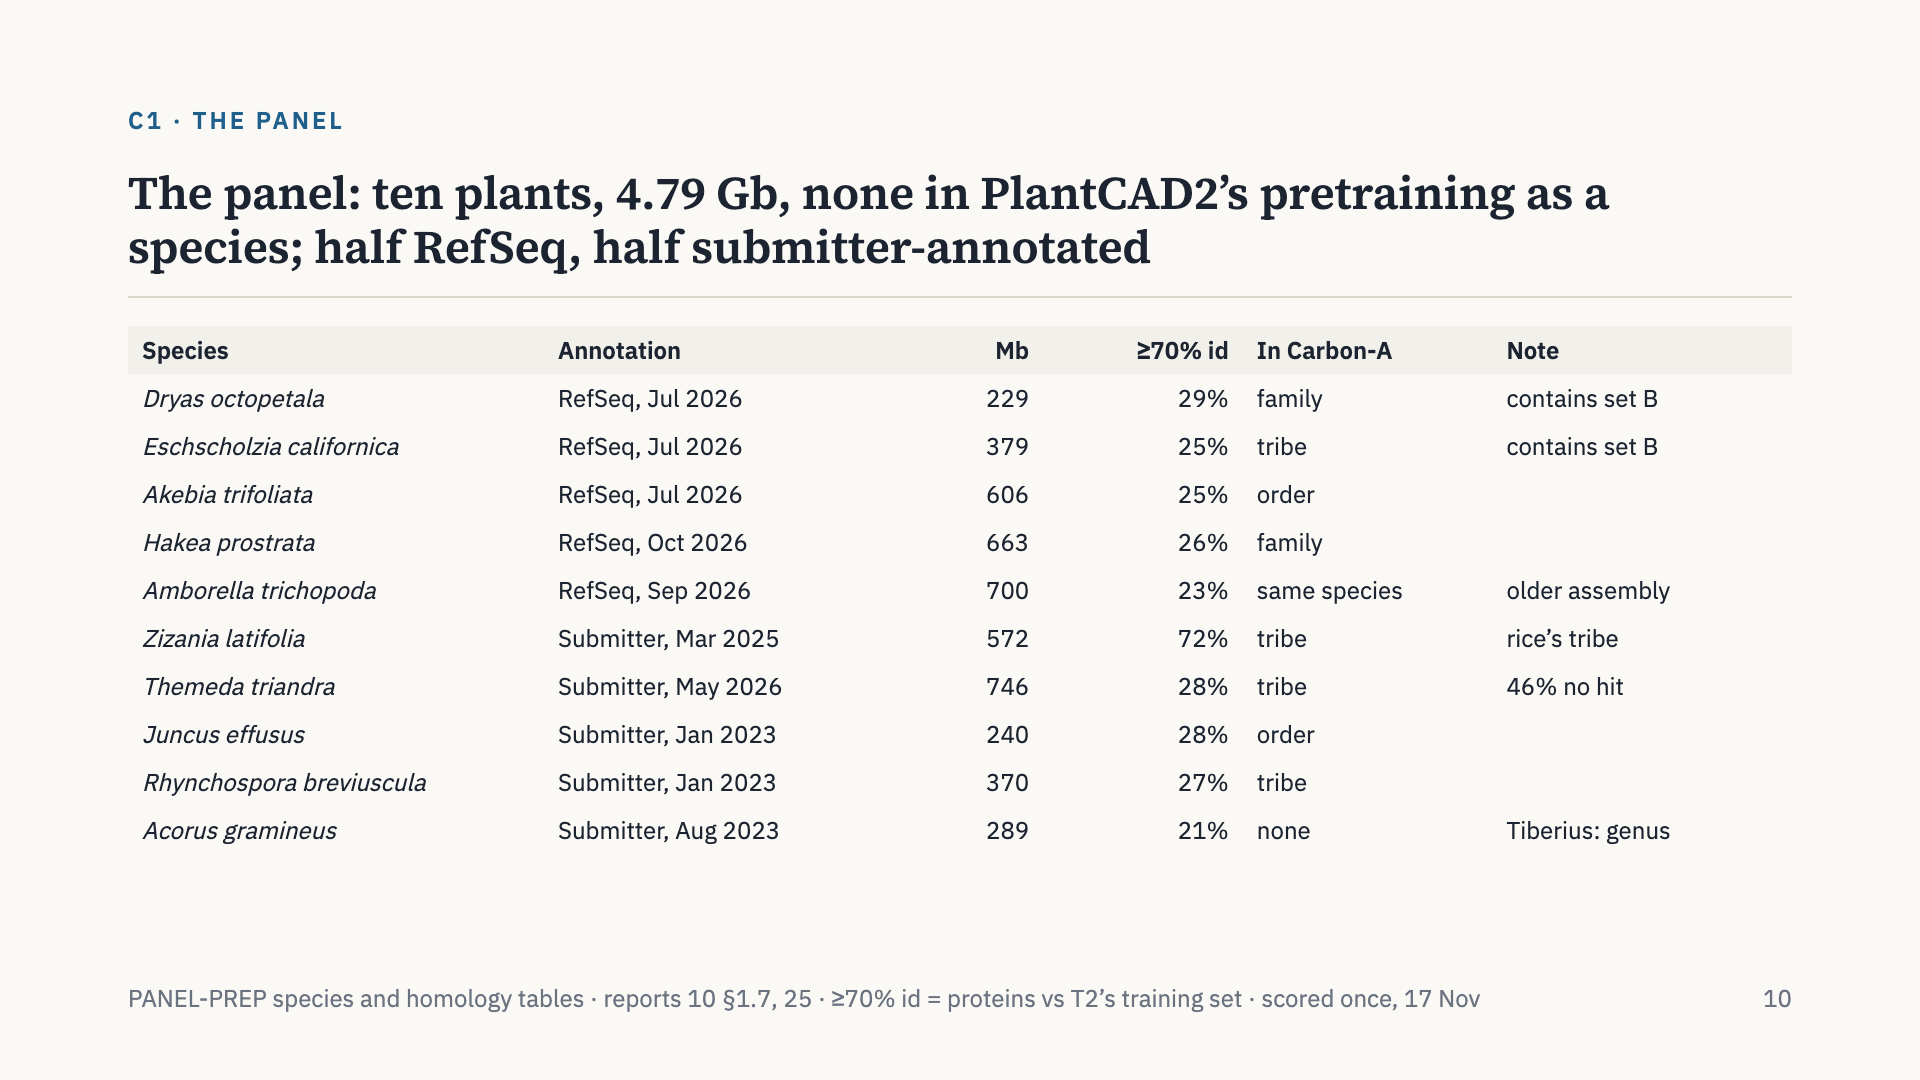 C1 · THE PANEL
The panel: ten plants, 4.79 Gb, none in PlantCAD2’s pretraining as a
species; half RefSeq, half submitter-annotated
Species Annotation Mb ≥70% id In Carbon-A Note
Dryas octopetala RefSeq, Jul 2026 229 29% family contains set B
Eschscholzia californica RefSeq, Jul 2026 379 25% tribe contains set B
Akebia trifoliata RefSeq, Jul 2026 606 25% order
Hakea prostrata RefSeq, Oct 2026 663 26% family
Amborella trichopoda RefSeq, Sep 2026 700 23% same species older assembly
Zizania latifolia Submitter, Mar 2025 572 72% tribe rice’s tribe
Themeda triandra Submitter, May 2026 746 28% tribe 46% no hit
Juncus effusus Submitter, Jan 2023 240 28% order
Rhynchospora breviuscula Submitter, Jan 2023 370 27% tribe
Acorus gramineus Submitter, Aug 2023 289 21% none Tiberius: genus
PANEL-PREP species and homology tables · reports 10 §1.7, 25 · ≥70% id = proteins vs T2’s training set · scored once, 17 Nov 10